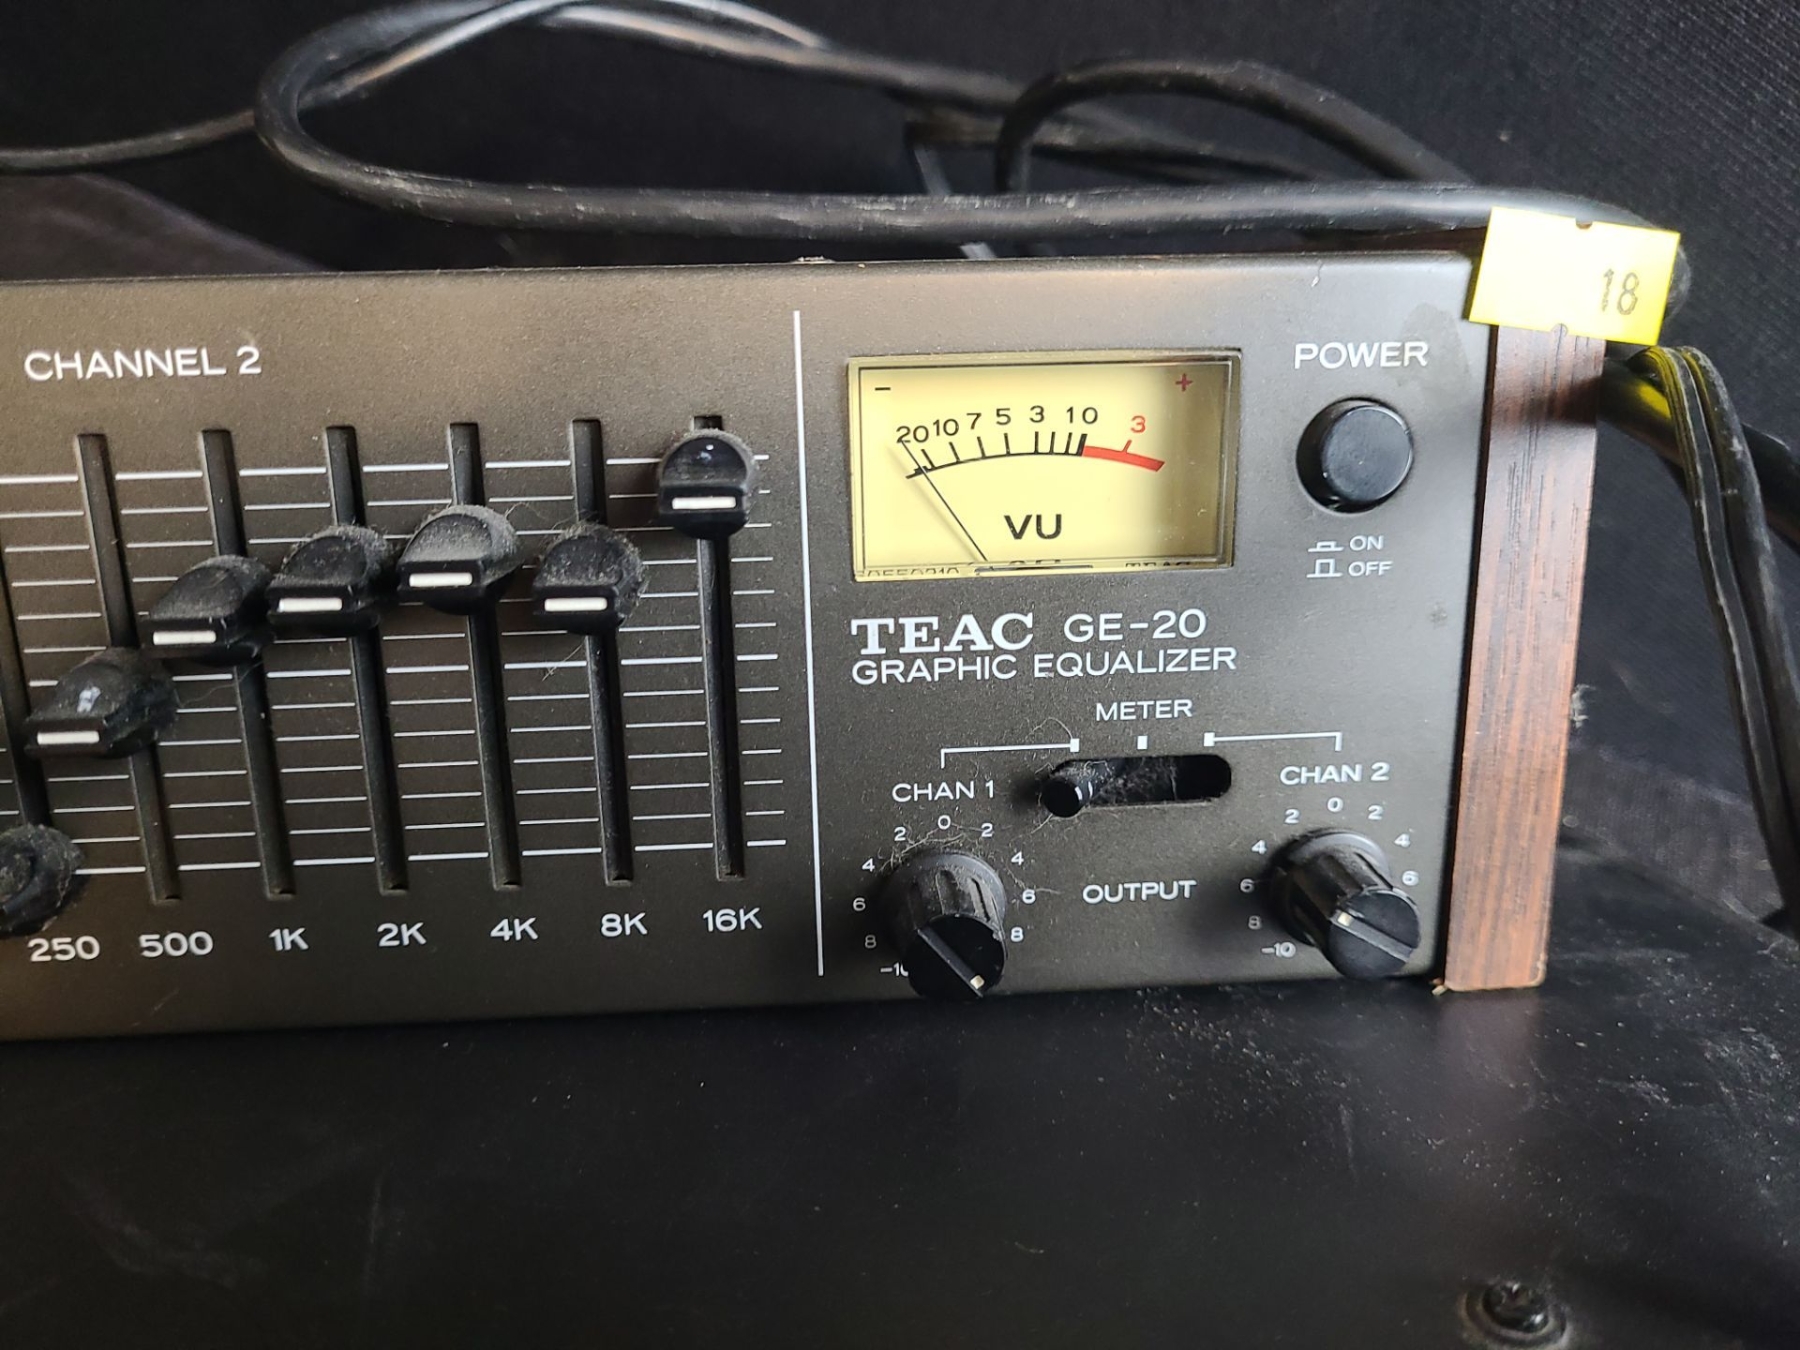 18
CHANNEL 2
POWER
- +
20 10 7 5 3 1 0 3
VU
TEAC
ON
OFF
TEAC GE-20
GRAPHIC EQUALIZER
METER
CHAN 1
CHAN 2
2 0 2
4 4
6 6
8 8
2 0 2
4 4
6 6
8
-10
OUTPUT
250 500 1K 2K 4K 8K 16K